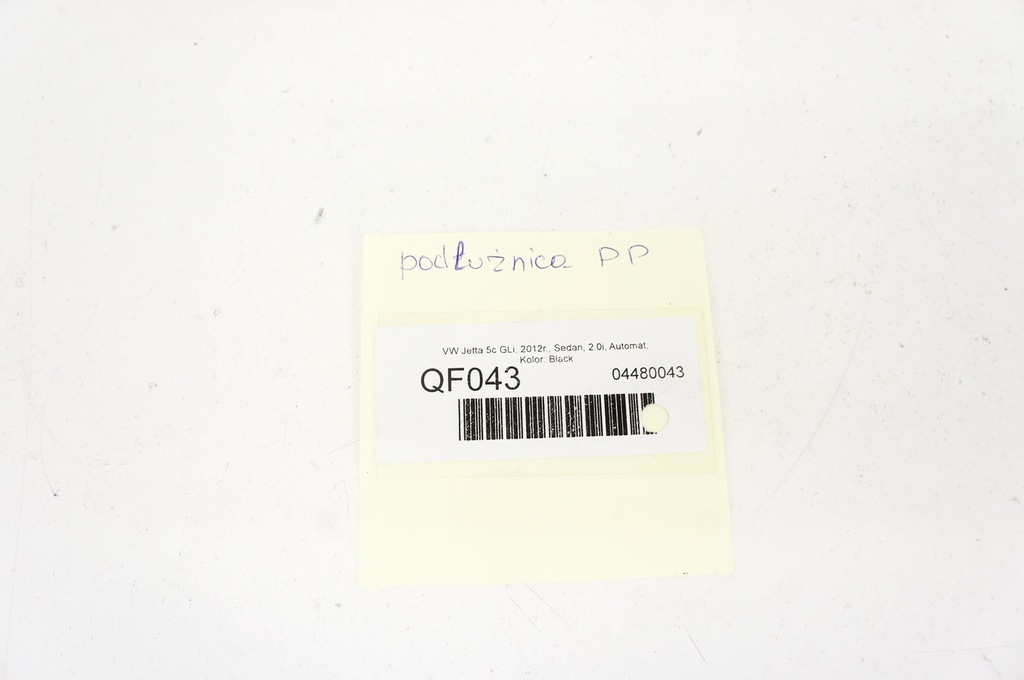 podłużnica PP
VW Jetta 5c GLi, 2012r., Sedan, 2.0i, Automat,
Kolor: Black
QF043
04480043